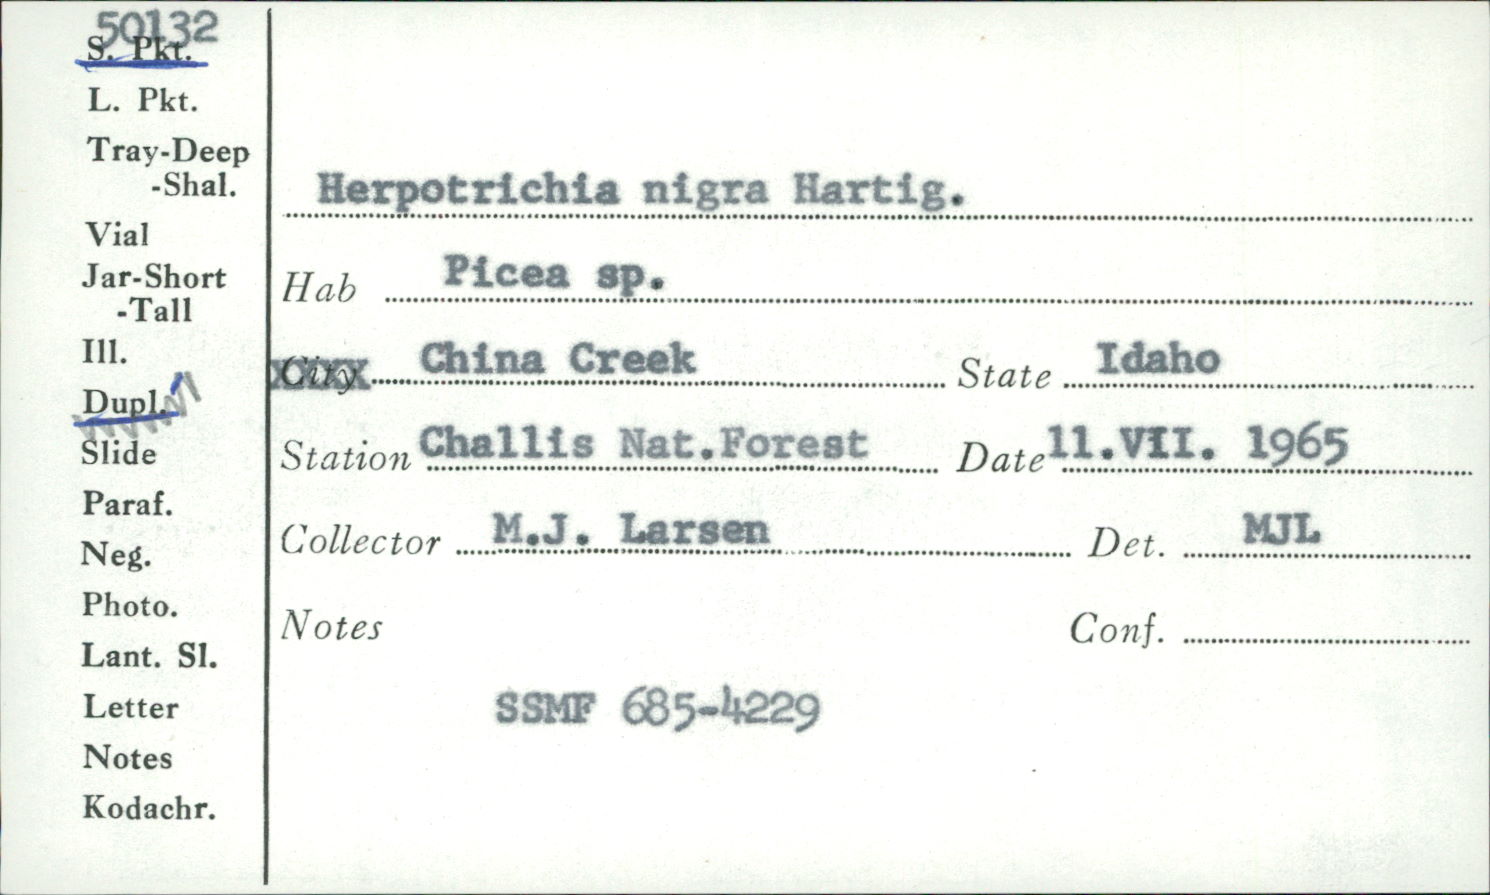 50132
S. Pkt.
L. Pkt.
Tray-Deep
-Shal.
Vial
Jar-Short
-Tall
Ill.
Dupl.
Slide
Paraf.
Neg.
Photo.
Lant. Sl.
Letter
Notes
Kodachr.
Herpotrichia nigra Hartig.
Hab Picea sp.
City China Creek State Idaho
Station Challis Nat.Forest Date 11.VII. 1965
Collector M.J. Larsen Det. MJL
Notes Conf.
SSMF 685-4229